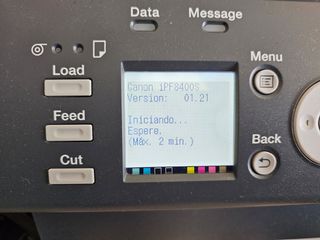 Data
Message
Load
Menu
Canon iPF8400S
Version: 01.21
Feed
Iniciando...
Espere.
(Máx. 2 min.)
Back
Cut